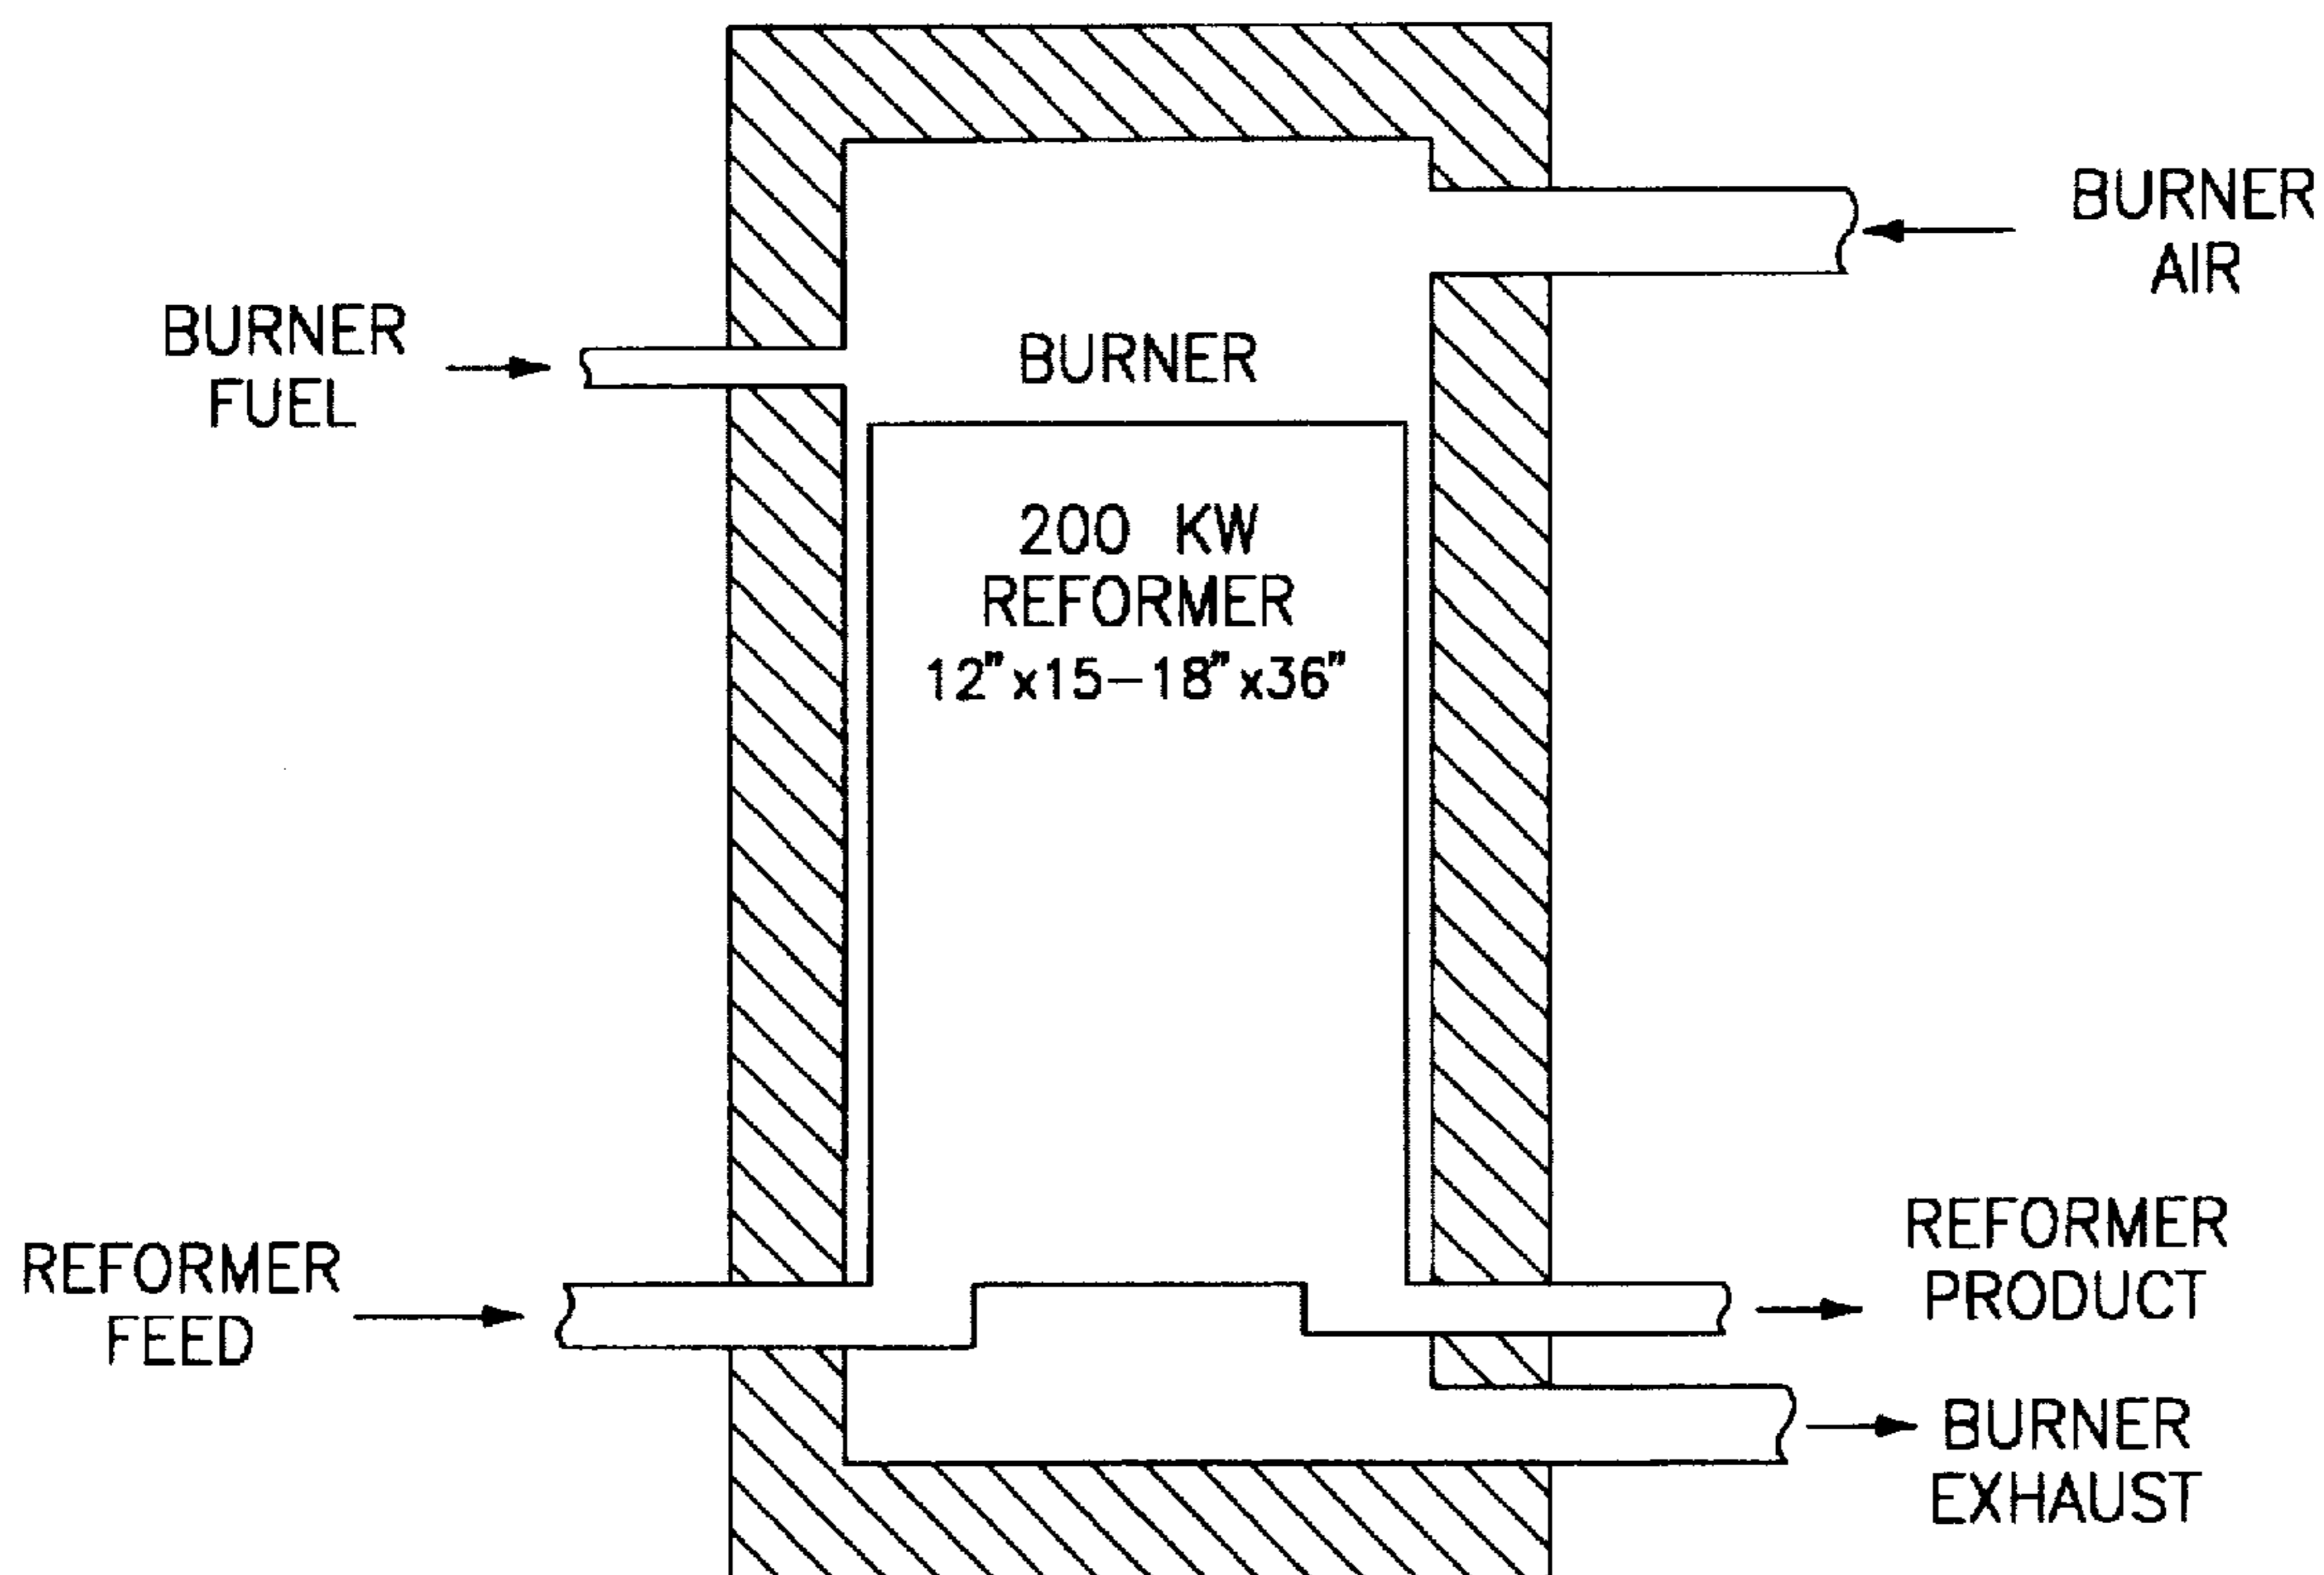 BURNER
AIR
BURNER
FUEL
BURNER
200 KW
REFORMER
12"x15–18"x36"
REFORMER
FEED
REFORMER
PRODUCT
BURNER
EXHAUST